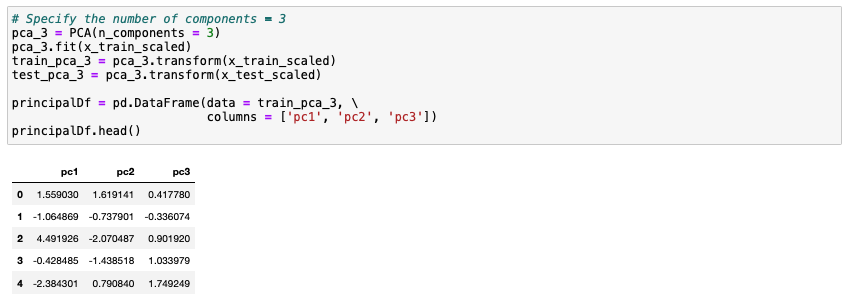 # Specify the number of components = 3
pca_3 = PCA(n_components = 3)
pca_3.fit(x_train_scaled)
train_pca_3 = pca_3.transform(x_train_scaled)
test_pca_3 = pca_3.transform(x_test_scaled)

principalDf = pd.DataFrame(data = train_pca_3, \
                           columns = ['pc1', 'pc2', 'pc3'])
principalDf.head()

pc1 pc2 pc3
0 1.559030 1.619141 0.417780
1 -1.064869 -0.737901 -0.336074
2 4.491926 -2.070487 0.901920
3 -0.428485 -1.438518 1.033979
4 -2.384301 0.790840 1.749249